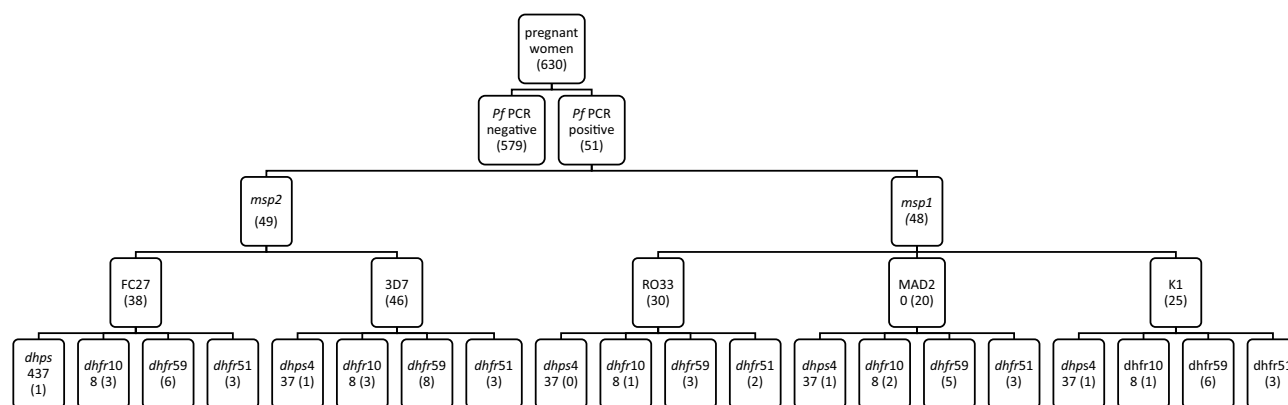 pregnant
women
(630)
Pf PCR
negative
(579)
Pf PCR
positive
(51)
msp2
(49)
msp1
(48)
FC27
(38)
3D7
(46)
RO33
(30)
MAD2
0 (20)
K1
(25)
dhps
437
(1)
dhfr10
8 (3)
dhfr59
(6)
dhfr51
(3)
dhps4
37 (1)
dhfr10
8 (3)
dhfr59
(8)
dhfr51
(3)
dhps4
37 (0)
dhfr10
8 (1)
dhfr59
(3)
dhfr51
(2)
dhps4
37 (1)
dhfr10
8 (2)
dhfr59
(5)
dhfr51
(3)
dhps4
37 (1)
dhfr10
8 (1)
dhfr59
(6)
dhfr51
(3)